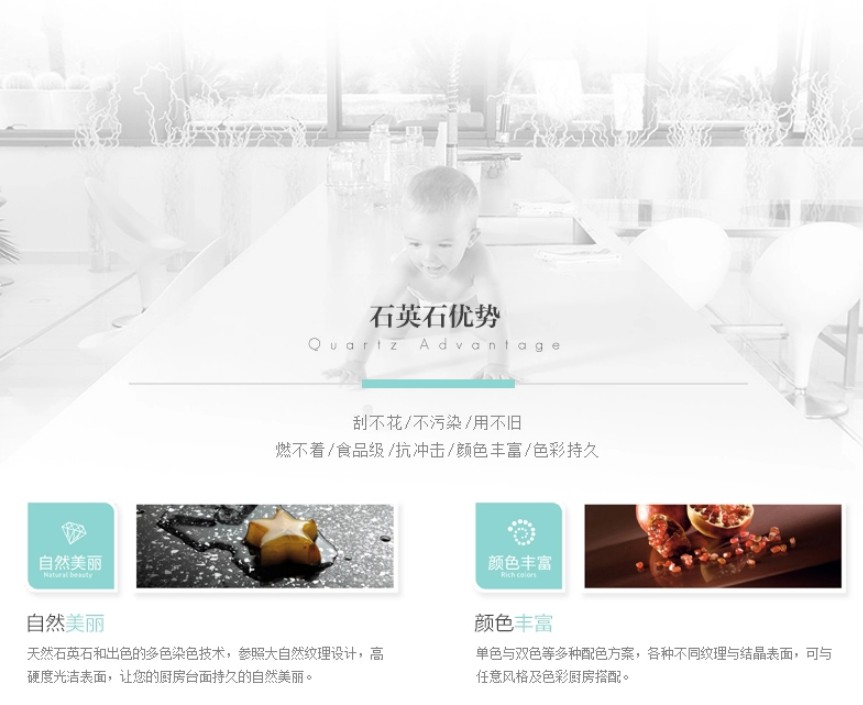 石英石优势
Quartz Advantage
刮不花/不污染/用不旧
燃不着/食品级/抗冲击/颜色丰富/色彩持久
自然美丽
Natural beauty
颜色丰富
Rich colors
自然美丽
天然石英石和出色的多色染色技术，参照大自然纹理设计，高
硬度光洁表面，让您的厨房台面持久的自然美丽。
颜色丰富
单色与双色等多种配色方案，各种不同纹理与结晶表面，可与
任意风格及色彩厨房搭配。